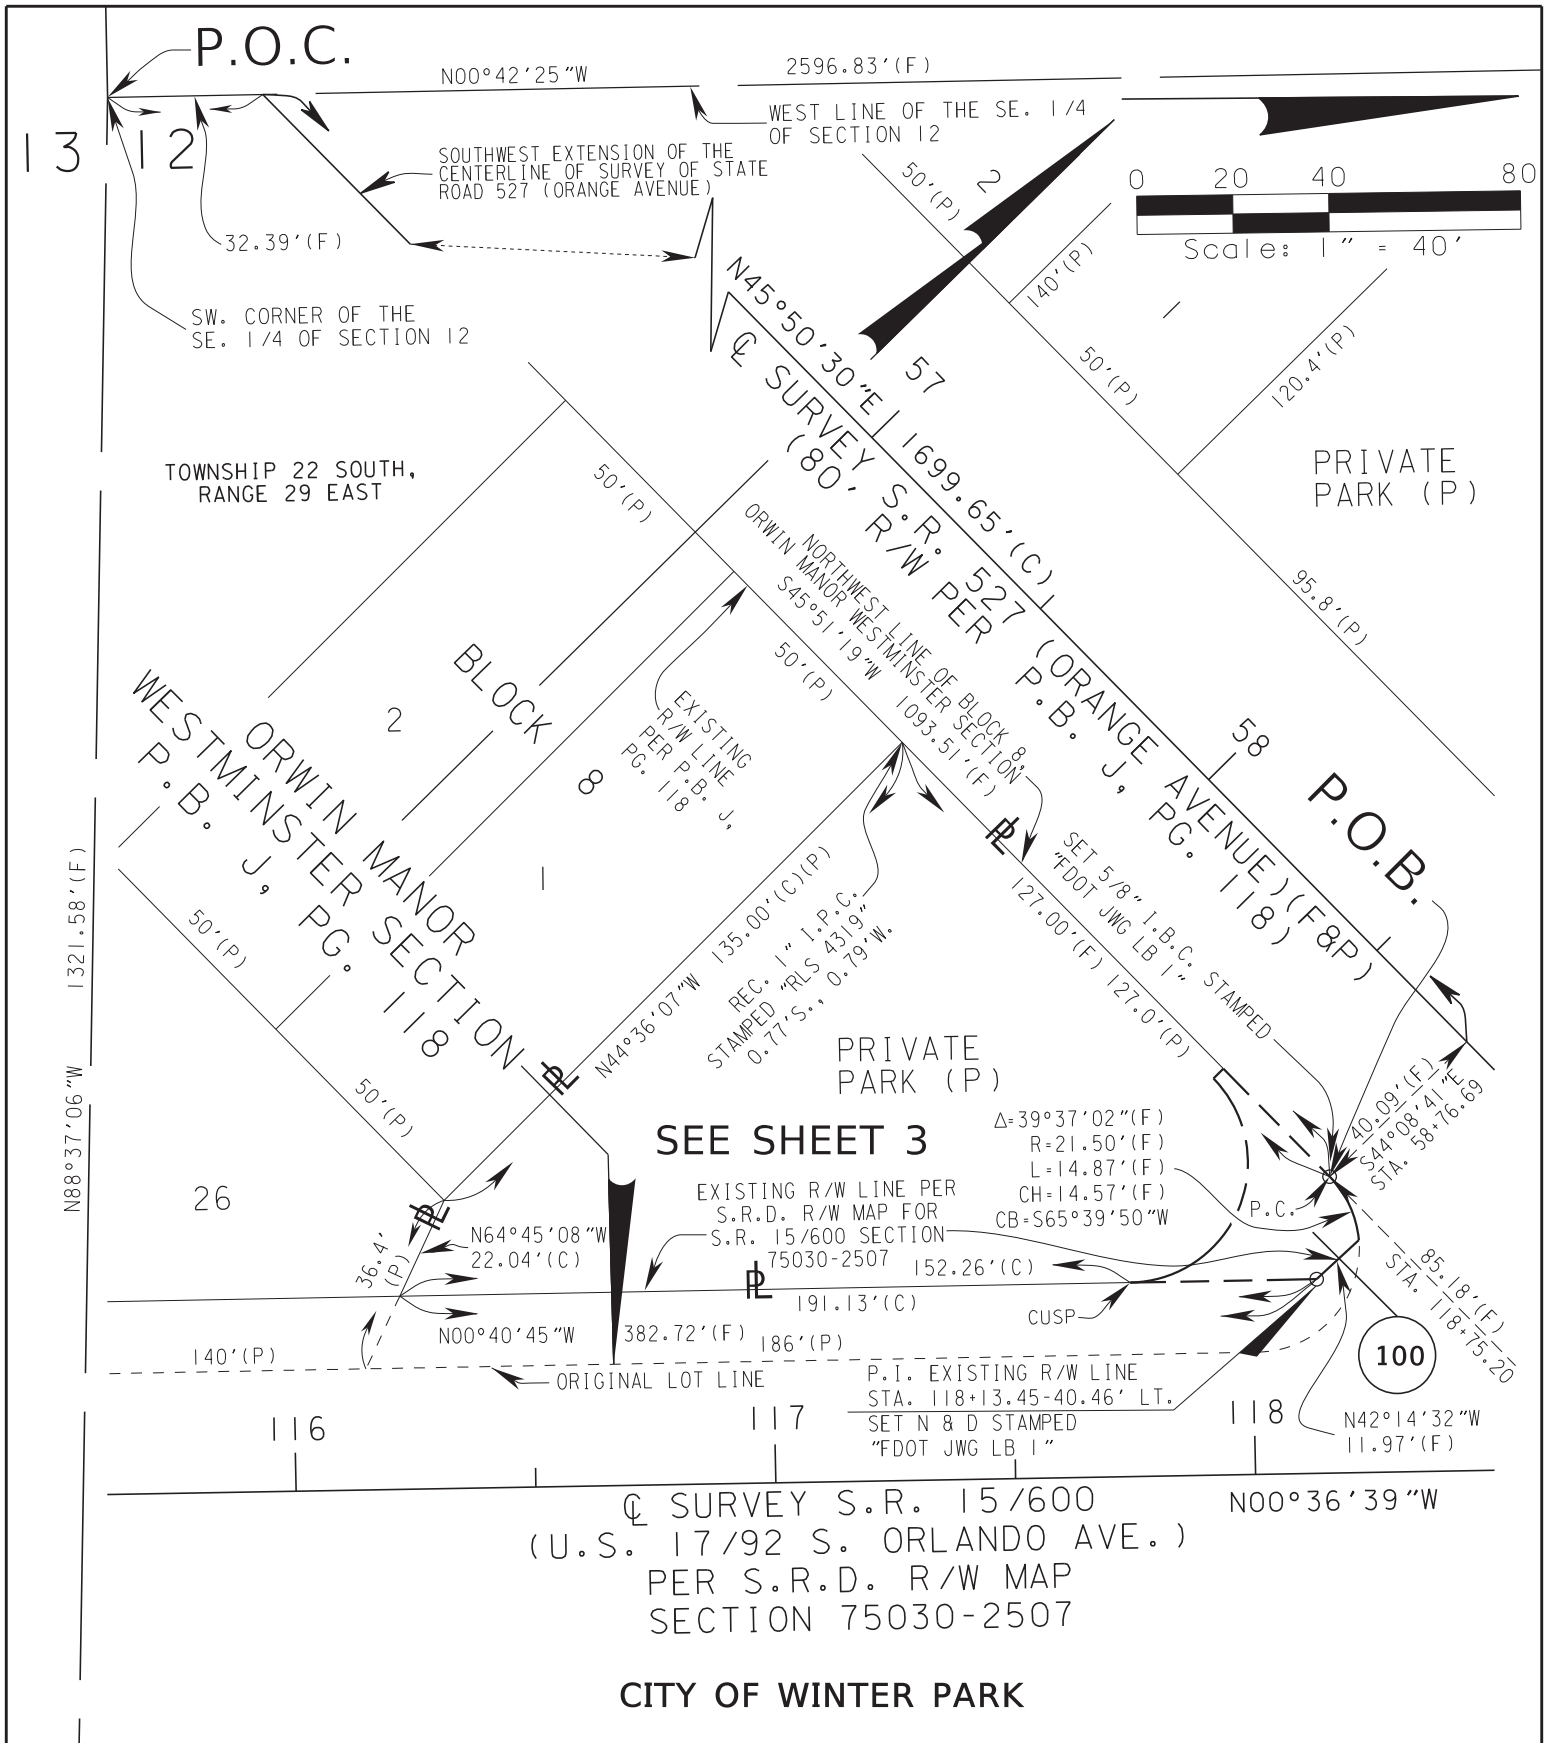 P.O.C.
N00°42'25"W
2596.83'(F)
WEST LINE OF THE SE. 1/4
OF SECTION 12
13
12
SOUTHWEST EXTENSION OF THE
CENTERLINE OF SURVEY OF STATE
ROAD 527 (ORANGE AVENUE)
32.39'(F)
SW. CORNER OF THE
SE. 1/4 OF SECTION 12
50'(P)
2
140'(P)
0 20 40 80
Scale: 1" = 40'
1
50'(P)
120.4'(P)
PRIVATE
PARK (P)
95.8'(P)
TOWNSHIP 22 SOUTH,
RANGE 29 EAST
N45°50'30"E 1699.65'(C)
57
58
℄ SURVEY S.R. 527 (ORANGE AVENUE)(F&P)
(80' R/W PER P.B. J, PG. 118)
NORTHWEST LINE OF BLOCK 8,
ORWIN MANOR WESTMINSTER SECTION
S45°51'19"W 1093.51'(F)
50'(P)
50'(P)
BLOCK
8
2
1
EXISTING
R/W LINE
PER P.B. J,
PG. 118
ORWIN MANOR
WESTMINSTER SECTION
P.B. J, PG. 118
1321.58'(F)
N88°37'06"W
50'(P)
50'(P)
26
N44°36'07"W 135.00'(C)(P)
REC. 1" I.P.C.
STAMPED "RLS 4319"
0.77'S., 0.79'W.
PL
127.00'(F) 127.0'(P)
SET 5/8" I.B.C. STAMPED
"FDOT JWG LB 1"
P.O.B.
40.09'(F)
S44°08'41"E
STA. 58+76.69
PRIVATE
PARK (P)
PL
SEE SHEET 3
Δ=39°37'02"(F)
R=21.50'(F)
L=14.87'(F)
CH=14.57'(F)
CB=S65°39'50"W
P.C.
EXISTING R/W LINE PER
S.R.D. R/W MAP FOR
S.R. 15/600 SECTION
75030-2507
PL
36.4'
(P)
N64°45'08"W
22.04'(C)
PL
152.26'(C)
191.13'(C)
CUSP
85.18'(F)
STA. 118+75.20
N00°40'45"W
382.72'(F)
186'(P)
140'(P)
ORIGINAL LOT LINE
P.I. EXISTING R/W LINE
STA. 118+13.45-40.46' LT.
SET N & D STAMPED
"FDOT JWG LB 1"
100
N42°14'32"W
11.97'(F)
116
117
118
℄ SURVEY S.R. 15/600
N00°36'39"W
(U.S. 17/92 S. ORLANDO AVE.)
PER S.R.D. R/W MAP
SECTION 75030-2507
CITY OF WINTER PARK